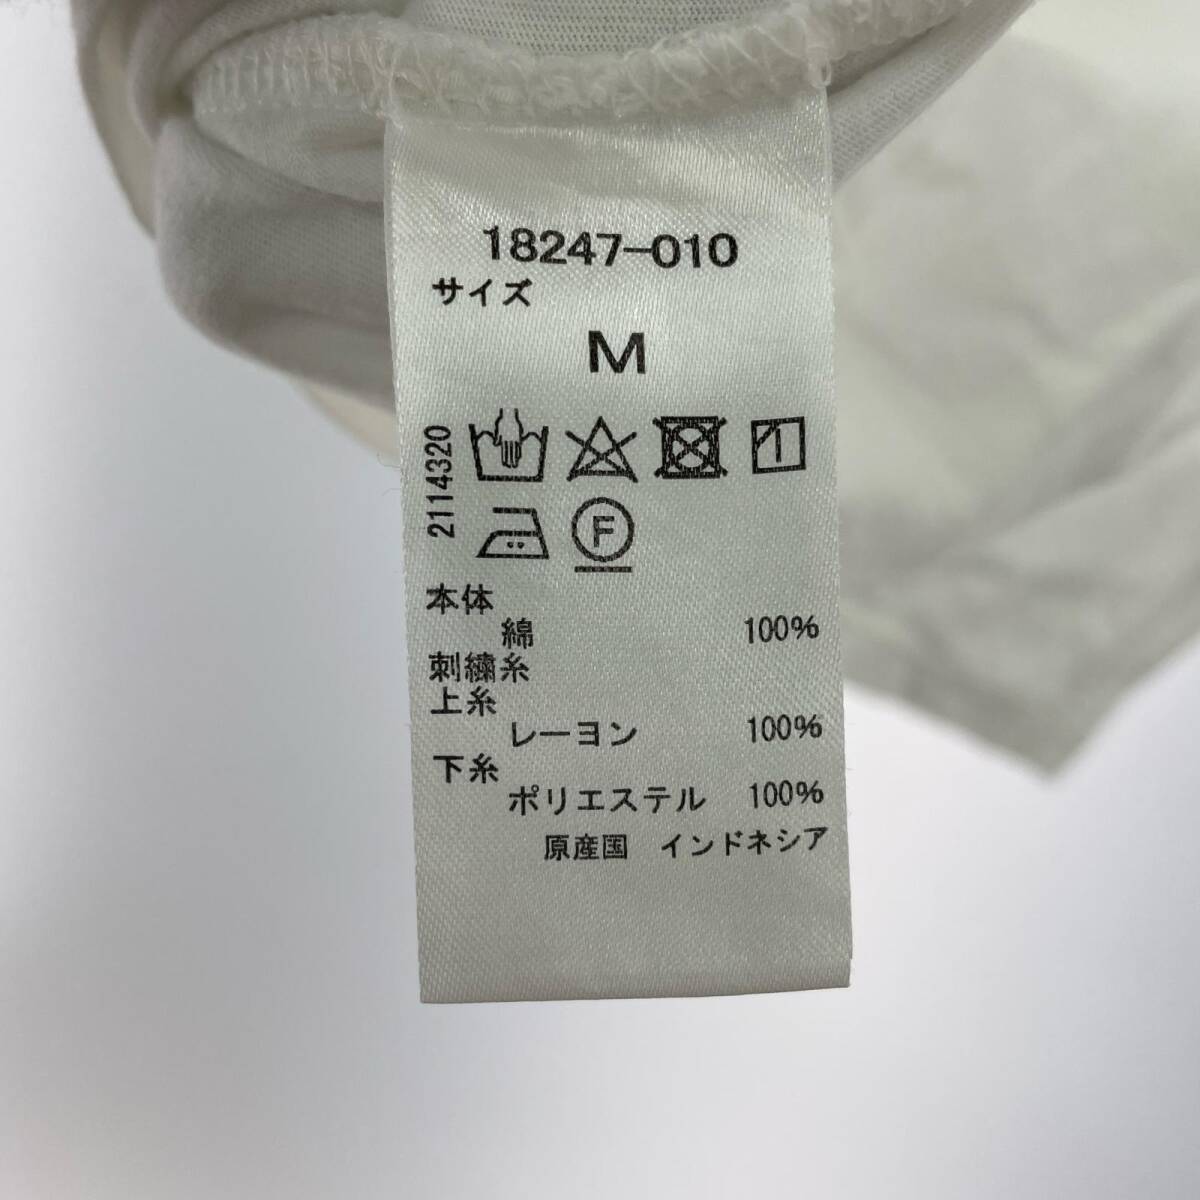 18247-010
サイズ
M
2114320
F
本体
綿 100%
刺繍糸
上糸
レーヨン 100%
下糸
ポリエステル 100%
原産国 インドネシア